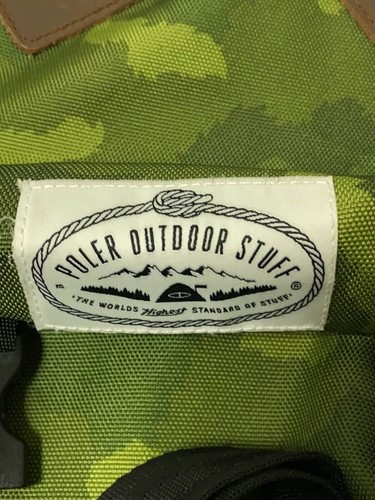 POLER OUTDOOR STUFF
· THE WORLDS Highest STANDARD OF STUFF ·
®